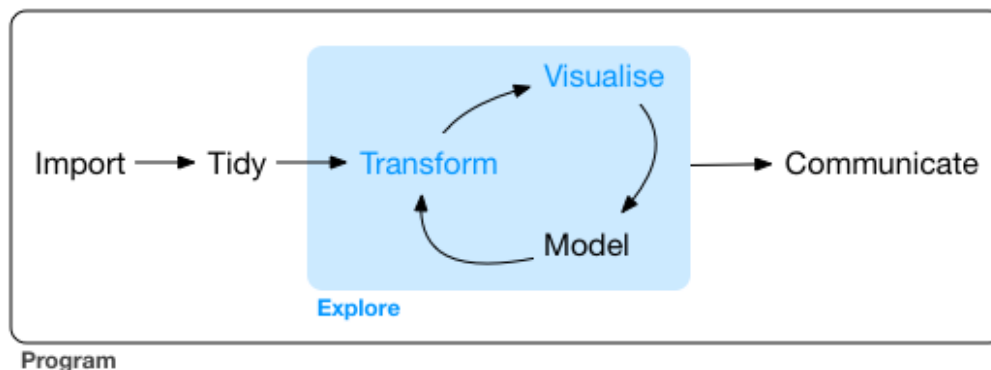 Visualise
Import Tidy Transform Communicate
Model
Explore
Program